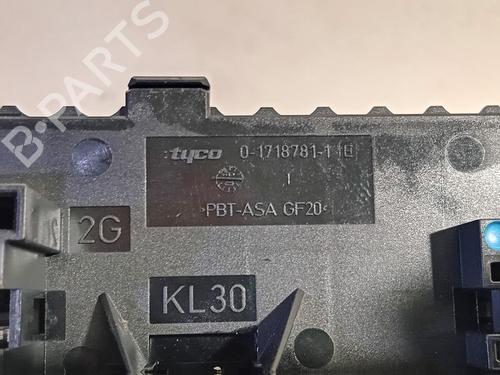 B-PARTS
tyco 0-1718781-1
I
>PBT-ASA GF20<
2G
KL30